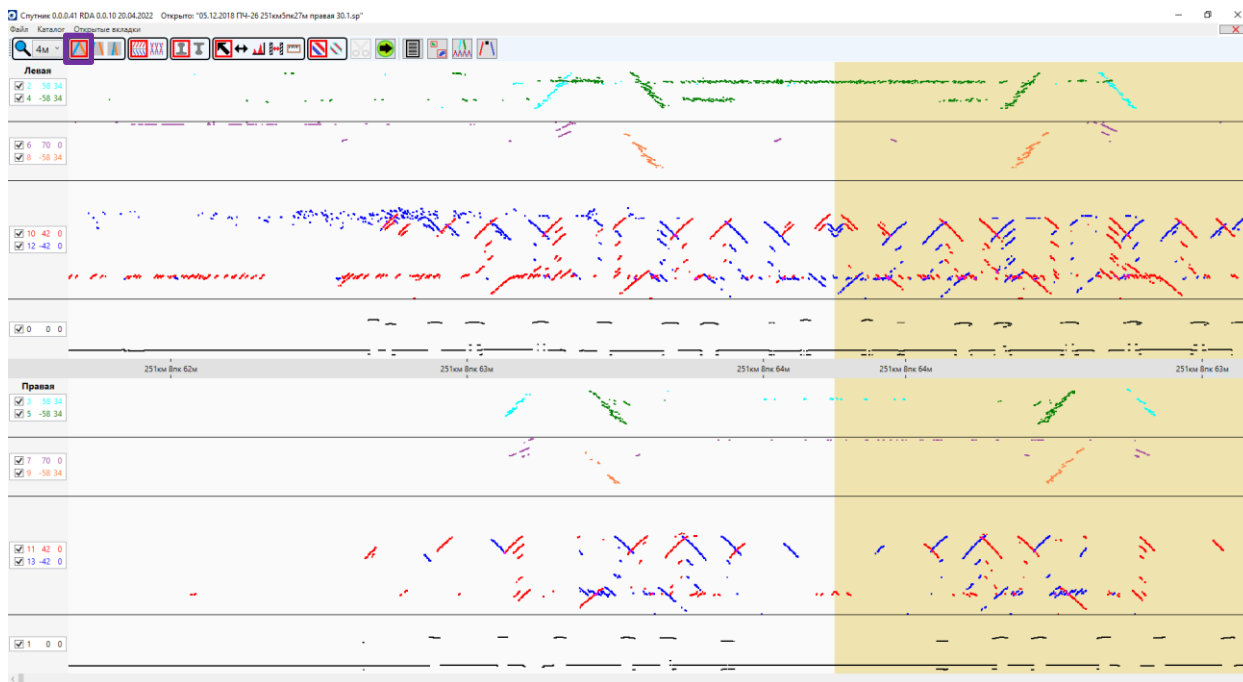 Спутник 0.0.0.41 RDA 0.0.10 20.04.2022 Открыто: "05.12.2018 ПЧ-26 251км5пк27м правая 30.1.sp"
Файл Каталог Открытые вкладки
4м
Левая
2 58 34
4 -58 34
6 70 0
8 -58 34
10 42 0
12 -42 0
0 0 0
251км 8пк 62м 251км 8пк 63м 251км 8пк 64м 251км 8пк 64м 251км 8пк 63м
Правая
3 58 34
5 -58 34
7 70 0
9 -58 34
11 42 0
13 -42 0
1 0 0